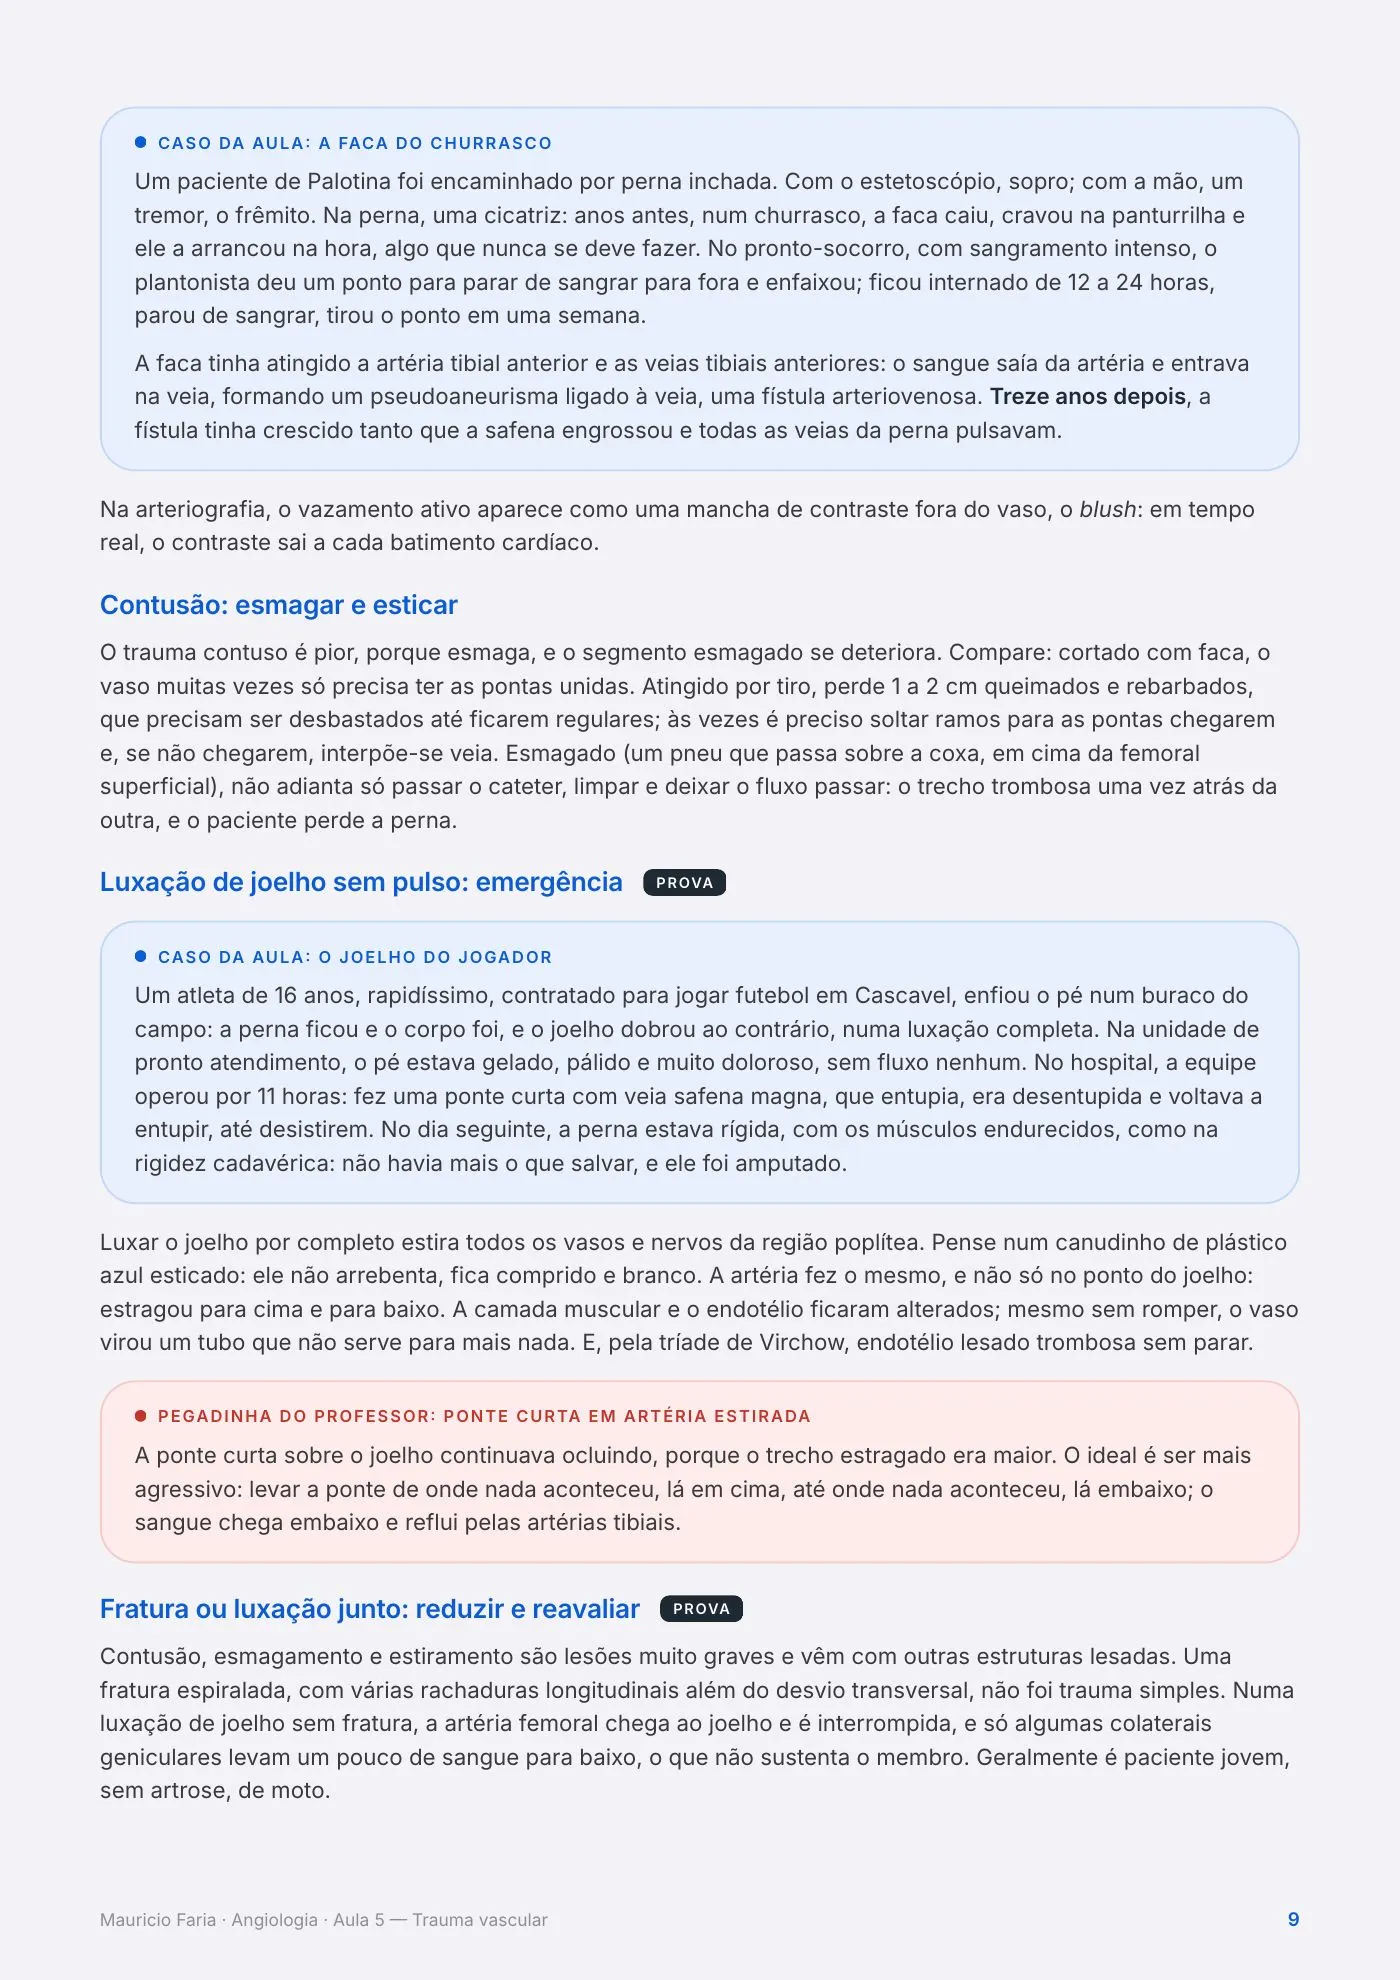 CASO DA AULA: A FACA DO CHURRASCO
Um paciente de Palotina foi encaminhado por perna inchada. Com o estetoscópio, sopro; com a mão, um
tremor, o frêmito. Na perna, uma cicatriz: anos antes, num churrasco, a faca caiu, cravou na panturrilha e
ele a arrancou na hora, algo que nunca se deve fazer. No pronto-socorro, com sangramento intenso, o
plantonista deu um ponto para parar de sangrar para fora e enfaixou; ficou internado de 12 a 24 horas,
parou de sangrar, tirou o ponto em uma semana.
A faca tinha atingido a artéria tibial anterior e as veias tibiais anteriores: o sangue saía da artéria e entrava
na veia, formando um pseudoaneurisma ligado à veia, uma fístula arteriovenosa. Treze anos depois, a
fístula tinha crescido tanto que a safena engrossou e todas as veias da perna pulsavam.
Na arteriografia, o vazamento ativo aparece como uma mancha de contraste fora do vaso, o blush: em tempo
real, o contraste sai a cada batimento cardíaco.
Contusão: esmagar e esticar
O trauma contuso é pior, porque esmaga, e o segmento esmagado se deteriora. Compare: cortado com faca, o
vaso muitas vezes só precisa ter as pontas unidas. Atingido por tiro, perde 1 a 2 cm queimados e rebarbados,
que precisam ser desbastados até ficarem regulares; às vezes é preciso soltar ramos para as pontas chegarem
e, se não chegarem, interpõe-se veia. Esmagado (um pneu que passa sobre a coxa, em cima da femoral
superficial), não adianta só passar o cateter, limpar e deixar o fluxo passar: o trecho trombosa uma vez atrás da
outra, e o paciente perde a perna.
Luxação de joelho sem pulso: emergência PROVA
CASO DA AULA: O JOELHO DO JOGADOR
Um atleta de 16 anos, rapidíssimo, contratado para jogar futebol em Cascavel, enfiou o pé num buraco do
campo: a perna ficou e o corpo foi, e o joelho dobrou ao contrário, numa luxação completa. Na unidade de
pronto atendimento, o pé estava gelado, pálido e muito doloroso, sem fluxo nenhum. No hospital, a equipe
operou por 11 horas: fez uma ponte curta com veia safena magna, que entupia, era desentupida e voltava a
entupir, até desistirem. No dia seguinte, a perna estava rígida, com os músculos endurecidos, como na
rigidez cadavérica: não havia mais o que salvar, e ele foi amputado.
Luxar o joelho por completo estira todos os vasos e nervos da região poplítea. Pense num canudinho de plástico
azul esticado: ele não arrebenta, fica comprido e branco. A artéria fez o mesmo, e não só no ponto do joelho:
estragou para cima e para baixo. A camada muscular e o endotélio ficaram alterados; mesmo sem romper, o vaso
virou um tubo que não serve para mais nada. E, pela tríade de Virchow, endotélio lesado trombosa sem parar.
PEGADINHA DO PROFESSOR: PONTE CURTA EM ARTÉRIA ESTIRADA
A ponte curta sobre o joelho continuava ocluindo, porque o trecho estragado era maior. O ideal é ser mais
agressivo: levar a ponte de onde nada aconteceu, lá em cima, até onde nada aconteceu, lá embaixo; o
sangue chega embaixo e reflui pelas artérias tibiais.
Fratura ou luxação junto: reduzir e reavaliar PROVA
Contusão, esmagamento e estiramento são lesões muito graves e vêm com outras estruturas lesadas. Uma
fratura espiralada, com várias rachaduras longitudinais além do desvio transversal, não foi trauma simples. Numa
luxação de joelho sem fratura, a artéria femoral chega ao joelho e é interrompida, e só algumas colaterais
geniculares levam um pouco de sangue para baixo, o que não sustenta o membro. Geralmente é paciente jovem,
sem artrose, de moto.
Mauricio Faria · Angiologia · Aula 5 — Trauma vascular
9